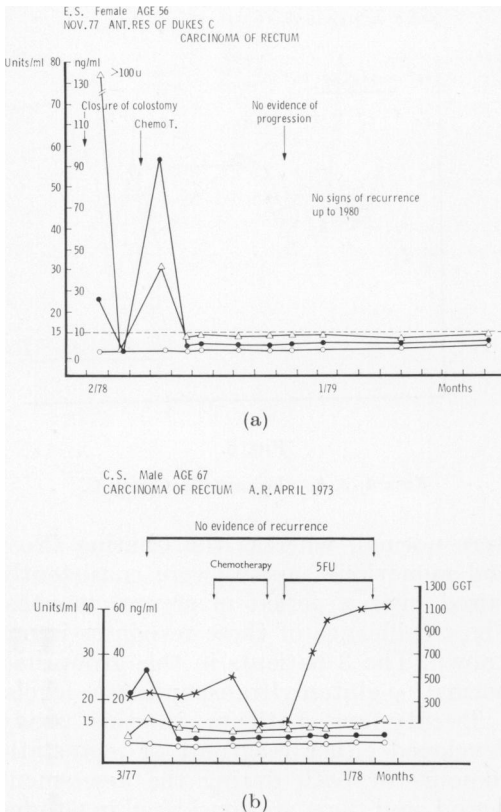 E.S. Female AGE 56
NOV.77 ANT.RES OF DUKES C
CARCINOMA OF RECTUM
Units/ml 80 ng/ml
>100u
130
70
Closure of colostomy
No evidence of
progression
110
Chemo T.
60
90
50
70
No signs of recurrence
up to 1980
40
50
30
30
20
15 10
0
2/78 1/79 Months
(a)
C.S. Male AGE 67
CARCINOMA OF RECTUM A.R.APRIL 1973
No evidence of recurrence
Chemotherapy 5FU
1300 GGT
Units/ml 40 60 ng/ml
1100
900
30 40
700
500
20 20
300
15
10
3/77 1/78 Months
(b)